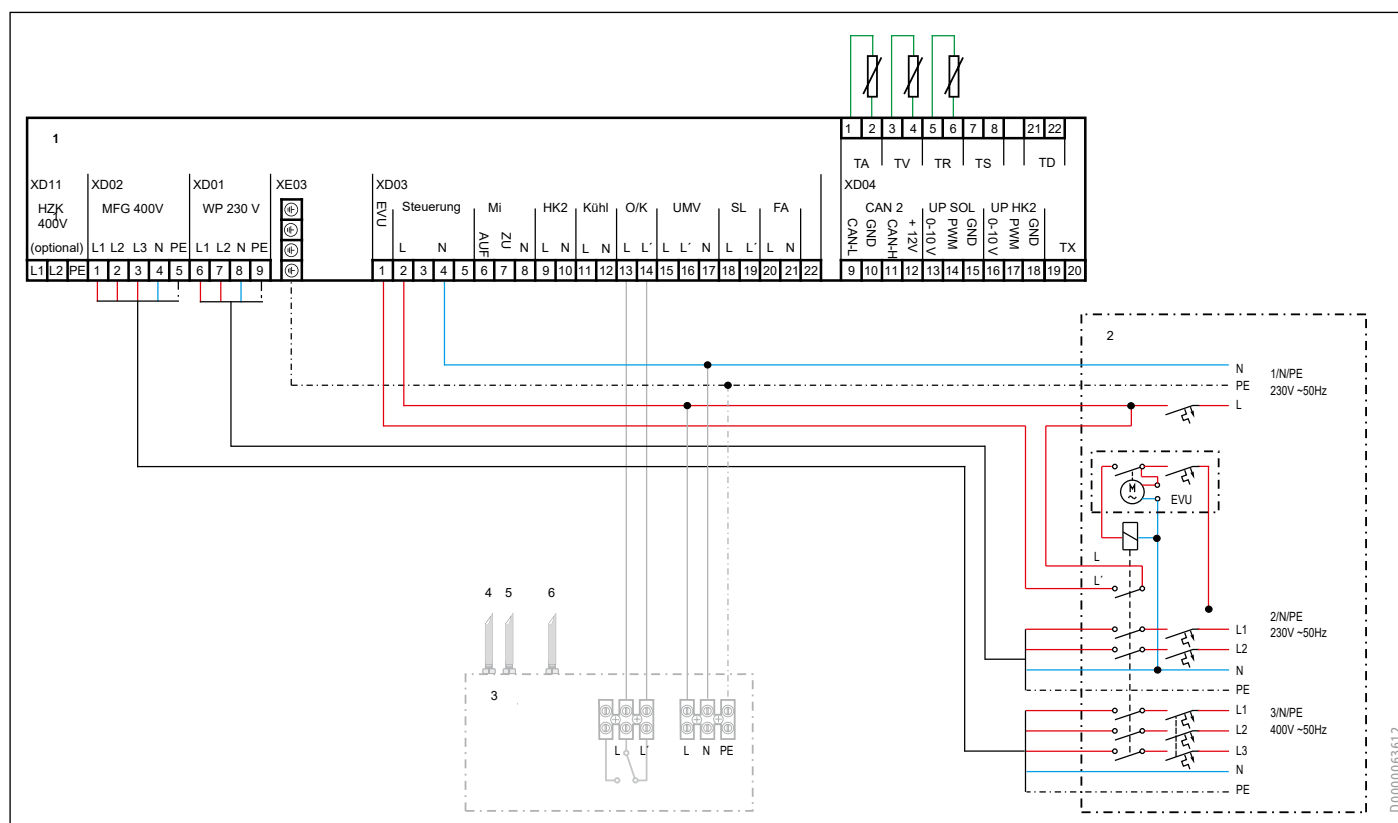 1 2 3 4 5 6 7 8 21 22
1
TA TV TR TS TD
XD11 XD02 XD01 XE03 XD03 XD04
HZK
400V
(optional)
MFG 400V
WP 230 V
EVU
Steuerung
Mi
HK2
Kühl
O/K
UMV
SL
FA
CAN 2
UP SOL
UP HK2
L1 L2 L3 N PE
L1 L2 N PE
L N
AUF ZU N
L N
L N
L L´
L L´ N
L L´
L N
CAN-L GND CAN-H + 12V
0-10 V PWM GND
0-10 V PWM GND
TX
L1 L2 PE
1 2 3 4 5
6 7 8 9
1 2 3 4 5 6 7 8 9 10 11 12 13 14 15 16 17 18 19 20 21 22
9 10 11 12 13 14 15 16 17 18 19 20
2
N
PE
L
1/N/PE
230V ~50Hz
M
~
EVU
L
L´
L1
L2
N
PE
2/N/PE
230V ~50Hz
L1
L2
L3
N
PE
3/N/PE
400V ~50Hz
4 5 6
3
L L´ L N PE
D0000063612